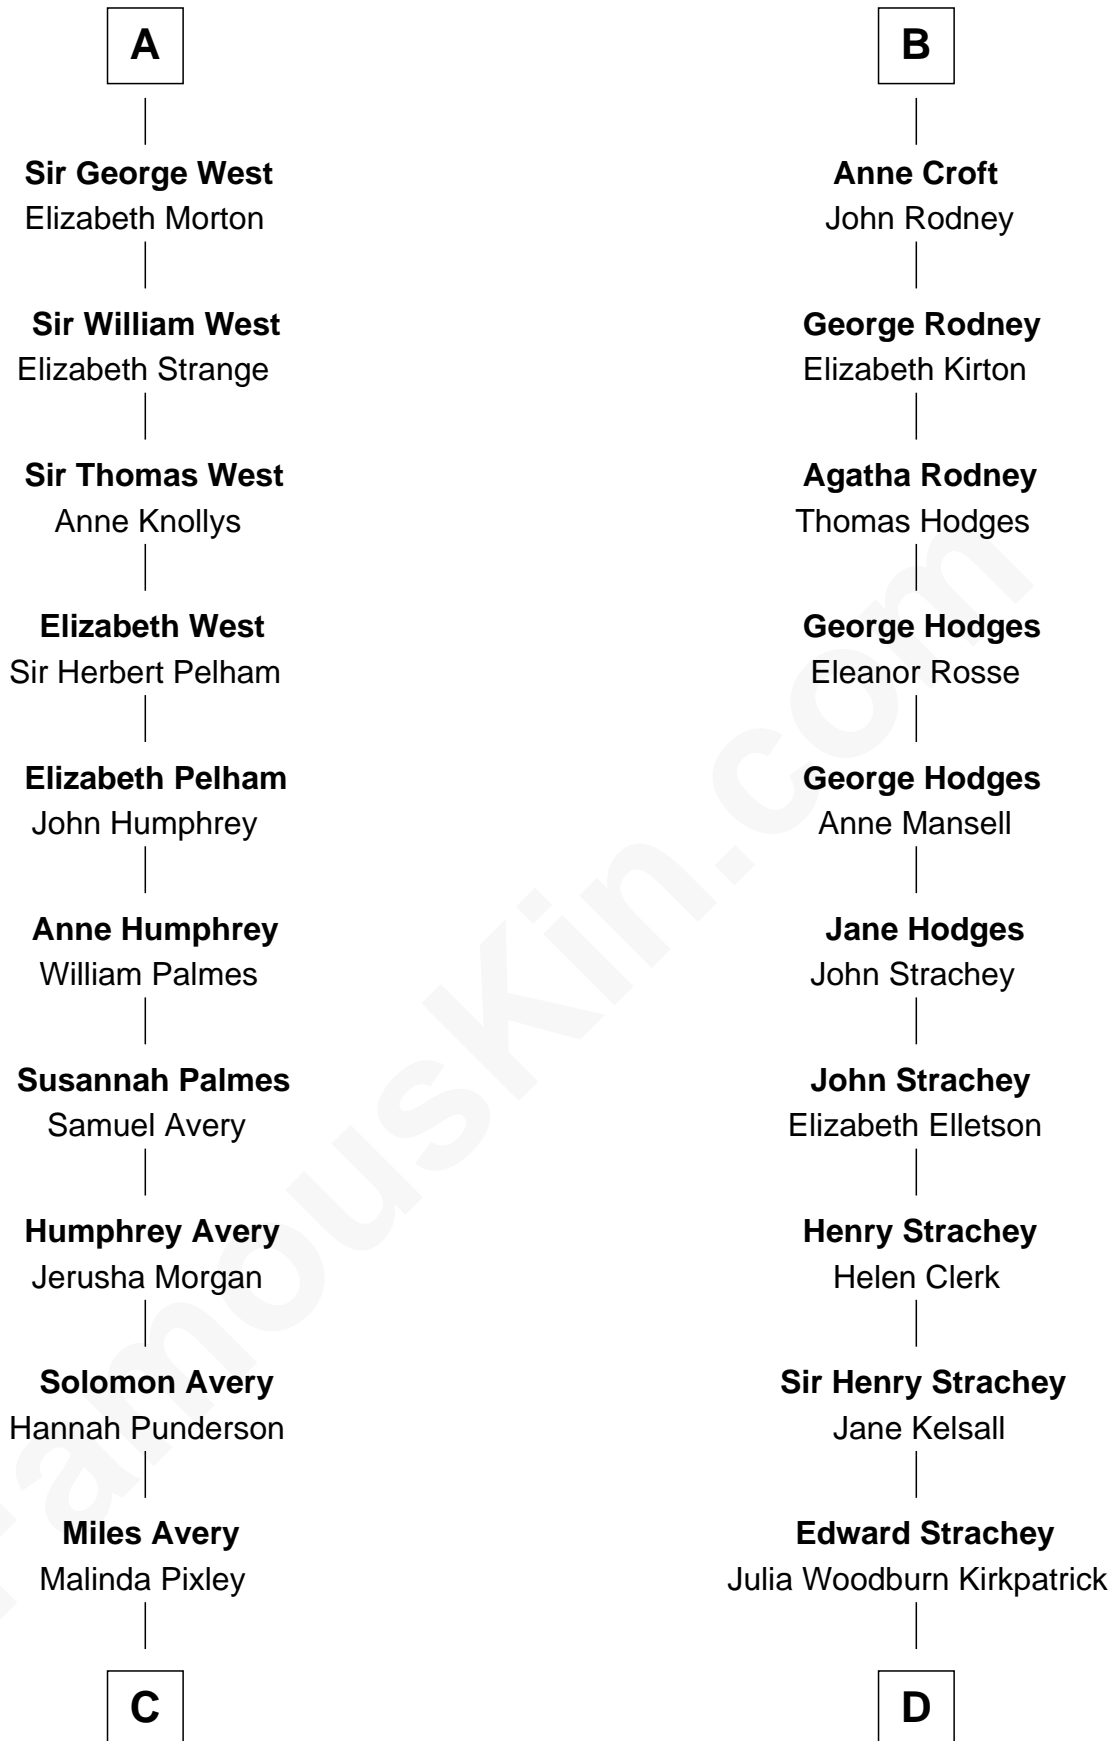 A
Sir George West
Elizabeth Morton
Sir William West
Elizabeth Strange
Sir Thomas West
Anne Knollys
Elizabeth West
Sir Herbert Pelham
Elizabeth Pelham
John Humphrey
Anne Humphrey
William Palmes
Susannah Palmes
Samuel Avery
Humphrey Avery
Jerusha Morgan
Solomon Avery
Hannah Punderson
Miles Avery
Malinda Pixley
C
B
Anne Croft
John Rodney
George Rodney
Elizabeth Kirton
Agatha Rodney
Thomas Hodges
George Hodges
Eleanor Rosse
George Hodges
Anne Mansell
Jane Hodges
John Strachey
John Strachey
Elizabeth Elletson
Henry Strachey
Helen Clerk
Sir Henry Strachey
Jane Kelsall
Edward Strachey
Julia Woodburn Kirkpatrick
D
FamousKin.com